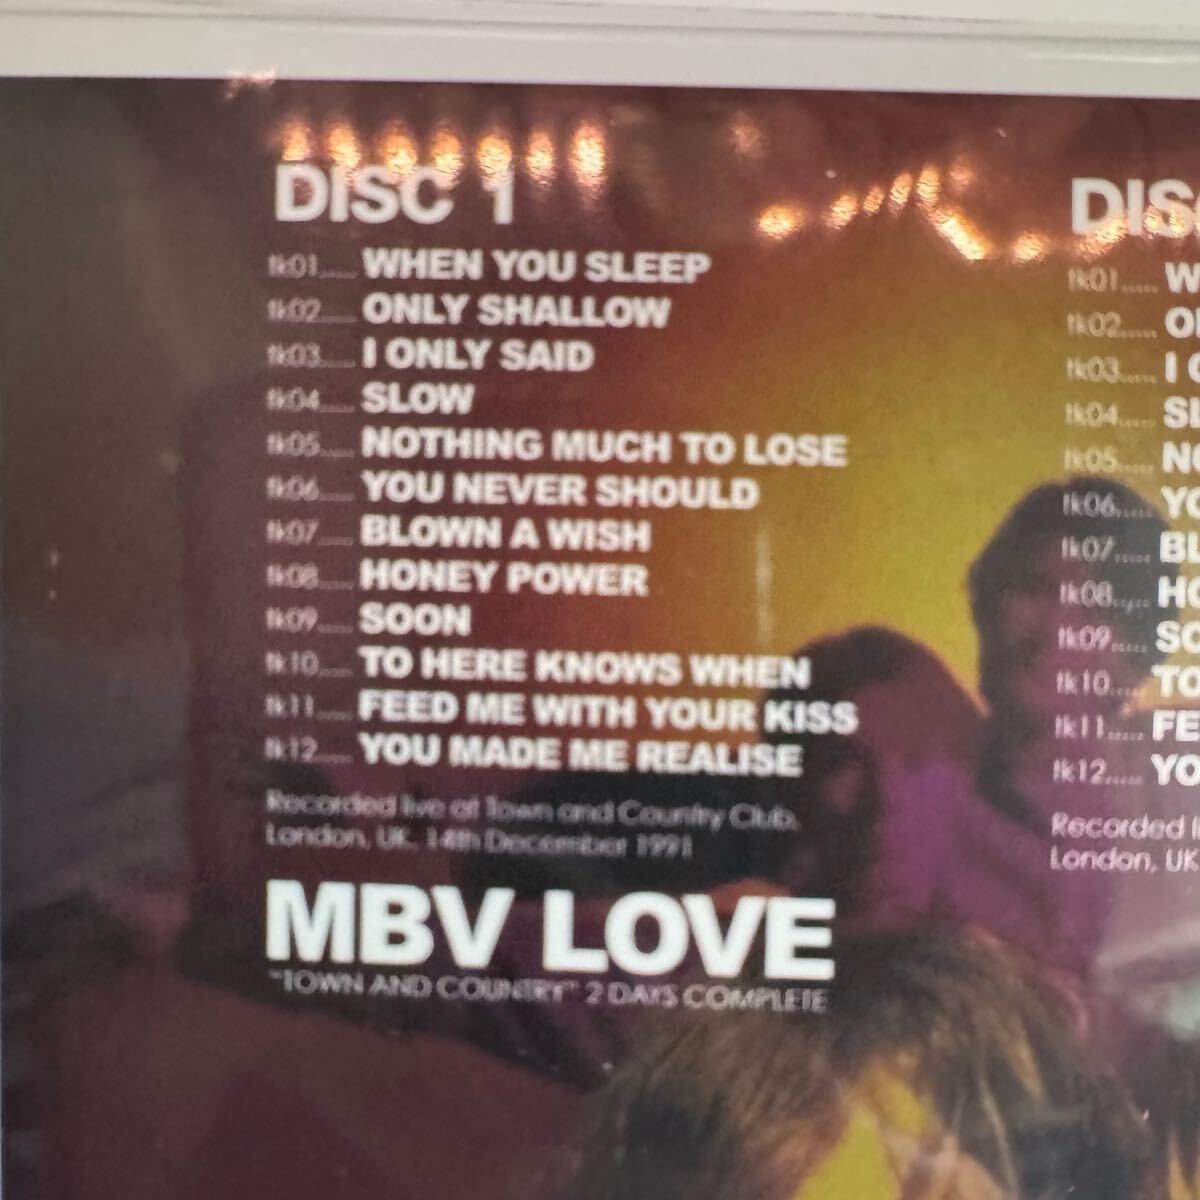 DISC 1
tk01..... WHEN YOU SLEEP
tk02..... ONLY SHALLOW
tk03..... I ONLY SAID
tk04..... SLOW
tk05..... NOTHING MUCH TO LOSE
tk06..... YOU NEVER SHOULD
tk07..... BLOWN A WISH
tk08..... HONEY POWER
tk09..... SOON
tk10..... TO HERE KNOWS WHEN
tk11..... FEED ME WITH YOUR KISS
tk12..... YOU MADE ME REALISE
Recorded live at Town and Country Club,
London, UK. 14th December 1991
MBV LOVE
"TOWN AND COUNTRY" 2 DAYS COMPLETE
DIS
tk01..... W
tk02..... O
tk03..... I
tk04..... S
tk05..... N
tk06..... YO
tk07..... BL
tk08..... HO
tk09..... SO
tk10..... TO
tk11..... FE
tk12..... YO
Recorded
London, UK